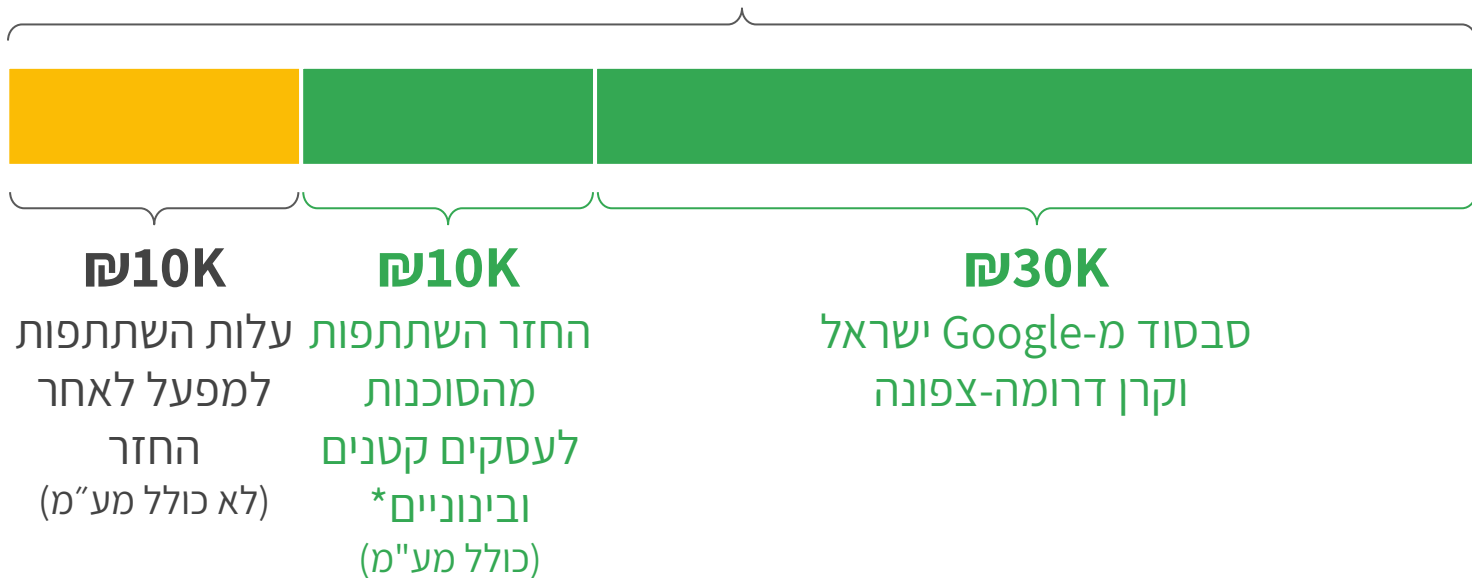 ₪10K
עלות השתתפות
למפעל לאחר
החזר
(לא כולל מע״מ)
₪10K
החזר השתתפות
מהסוכנות
לעסקים קטנים
ובינוניים*
(כולל מע"מ)
₪30K
סבסוד מ-Google ישראל
וקרן דרומה-צפונה